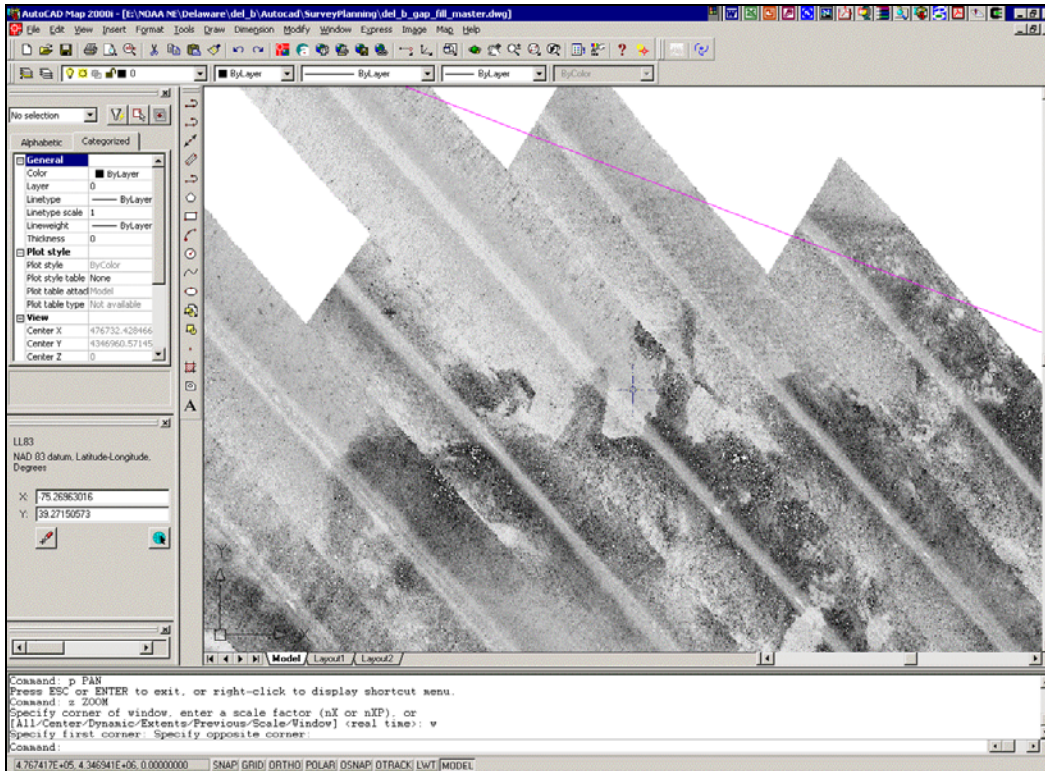 AutoCAD Map 2000i - [E:\NOAA NE\Delaware\del_b\Autocad\SurveyPlanning\del_b_gap_fill_master.dwg]
File Edit View Insert Format Tools Draw Dimension Modify Window Express Image Map Help
0 ByLayer ByLayer ByLayer ByColor
No selection
Alphabetic Categorized
General
Color ByLayer
Layer 0
Linetype ByLayer
Linetype scale 1
Lineweight ByLayer
Thickness 0
Plot style
Plot style ByColor
Plot style table None
Plot table attacl Model
Plot table type Not available
View
Center X 476732.428466
Center Y 4346960.57145
Center Z 0
LL83
NAD 83 datum, Latitude-Longitude, Degrees
X: -75.26963016
Y: 39.27150573
A
Y
X
Model Layout1 Layout2
Command: p PAN
Press ESC or ENTER to exit, or right-click to display shortcut menu.
Command: z ZOOM
Specify corner of window, enter a scale factor (nX or nXP), or
[All/Center/Dynamic/Extents/Previous/Scale/Window] <real time>: w
Specify first corner: Specify opposite corner:
Command:
4.767417E+05, 4.346941E+06, 0.00000000 SNAP GRID ORTHO POLAR OSNAP OTRACK LWT MODEL